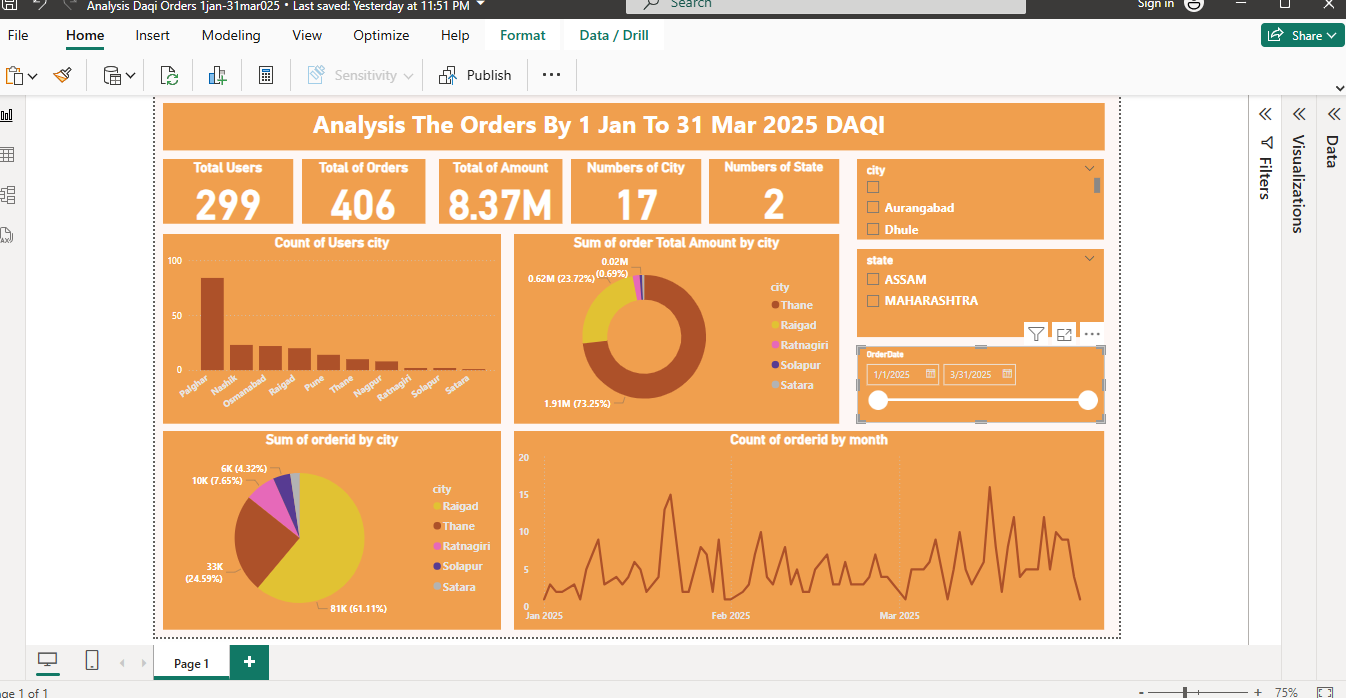 Analysis Daqi Orders 1jan-31mar025 • Last saved: Yesterday at 11:51 PM
Search
Sign in
File
Home
Insert
Modeling
View
Optimize
Help
Format
Data / Drill
Share
Sensitivity
Publish
Analysis The Orders By 1 Jan To 31 Mar 2025 DAQI
Total Users
299
Total of Orders
406
Total of Amount
8.37M
Numbers of City
17
Numbers of State
2
city
Aurangabad
Dhule
state
ASSAM
MAHARASHTRA
OrderDate
1/1/2025
3/31/2025
Count of Users city
100
50
0
Palghar
Nashik
Osmanabad
Raigad
Pune
Thane
Nagpur
Ratnagiri
Solapur
Satara
Sum of order Total Amount by city
0.02M
(0.69%)
0.62M (23.72%)
1.91M (73.25%)
city
Thane
Raigad
Ratnagiri
Solapur
Satara
Sum of orderid by city
6K (4.32%)
10K (7.65%)
33K
(24.59%)
81K (61.11%)
city
Raigad
Thane
Ratnagiri
Solapur
Satara
Count of orderid by month
20
15
10
5
0
Jan 2025
Feb 2025
Mar 2025
Filters
Visualizations
Data
Page 1
+
age 1 of 1
- + 75%